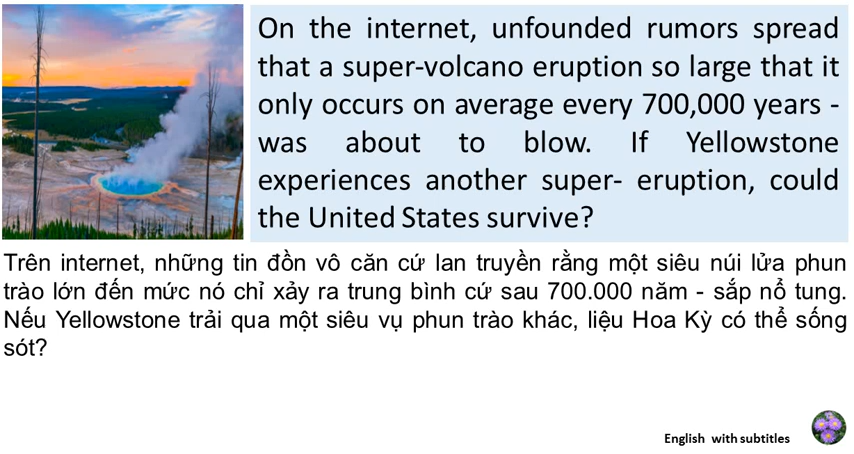 On the internet, unfounded rumors spread
that a super-volcano eruption so large that it
only occurs on average every 700,000 years -
was about to blow. If Yellowstone
experiences another super- eruption, could
the United States survive?
Trên internet, những tin đồn vô căn cứ lan truyền rằng một siêu núi lửa phun
trào lớn đến mức nó chỉ xảy ra trung bình cứ sau 700.000 năm - sắp nổ tung.
Nếu Yellowstone trải qua một siêu vụ phun trào khác, liệu Hoa Kỳ có thể sống
sót?
English with subtitles